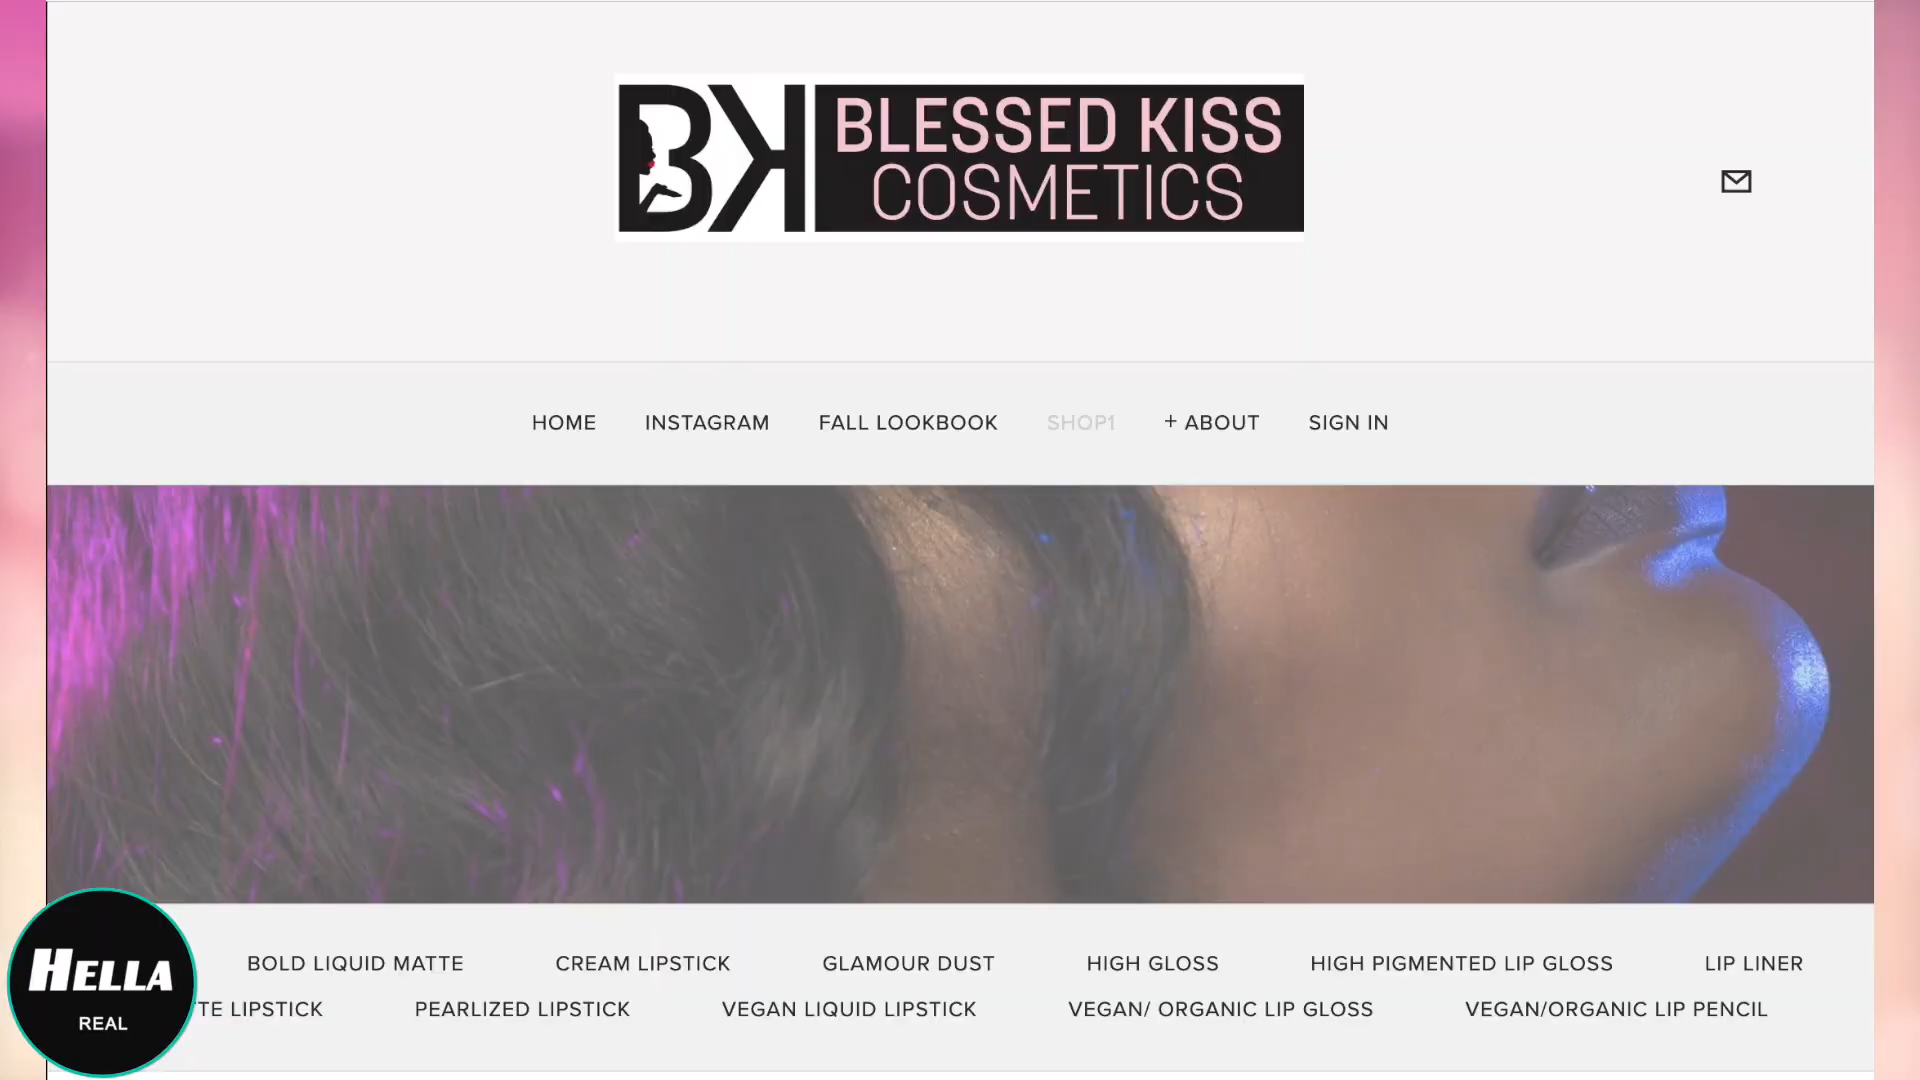 BK BLESSED KISS
COSMETICS
HOME INSTAGRAM FALL LOOKBOOK SHOP1 + ABOUT SIGN IN
BOLD LIQUID MATTE CREAM LIPSTICK GLAMOUR DUST HIGH GLOSS HIGH PIGMENTED LIP GLOSS LIP LINER
TE LIPSTICK PEARLIZED LIPSTICK VEGAN LIQUID LIPSTICK VEGAN/ ORGANIC LIP GLOSS VEGAN/ORGANIC LIP PENCIL
HELLA
REAL